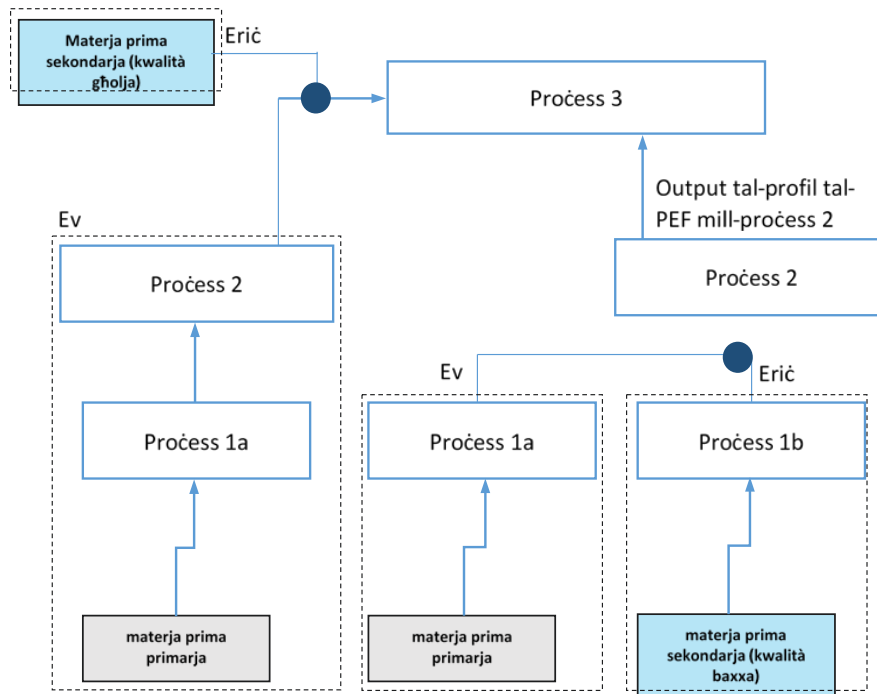 Materja prima
sekondarja (kwalità
għolja)
Eriċ
Proċess 3
Output tal-profil tal-
PEF mill-proċess 2
Ev
Proċess 2
Proċess 2
Ev
Eriċ
Proċess 1a
Proċess 1a
Proċess 1b
materja prima
primarja
materja prima
primarja
materja prima
sekondarja (kwalità
baxxa)